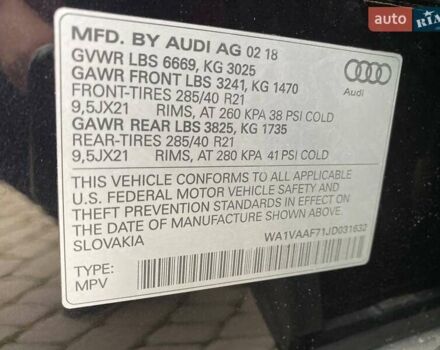 AUTO
RIA
MFD. BY AUDI AG 02 18
GVWR LBS 6669, KG 3025
GAWR FRONT LBS 3241, KG 1470
FRONT-TIRES 285/40 R21
9,5JX21 RIMS, AT 260 KPA 38 PSI COLD
GAWR REAR LBS 3825, KG 1735
REAR-TIRES 285/40 R21
9,5JX21 RIMS, AT 280 KPA 41 PSI COLD
Audi
THIS VEHICLE CONFORMS TO ALL APPLICABLE
U.S. FEDERAL MOTOR VEHICLE SAFETY AND
THEFT PREVENTION STANDARDS IN EFFECT ON
THE DATE OF MANUFACTURE SHOWN ABOVE.
SLOVAKIA
WA1VAAF71JD031632
TYPE:
MPV